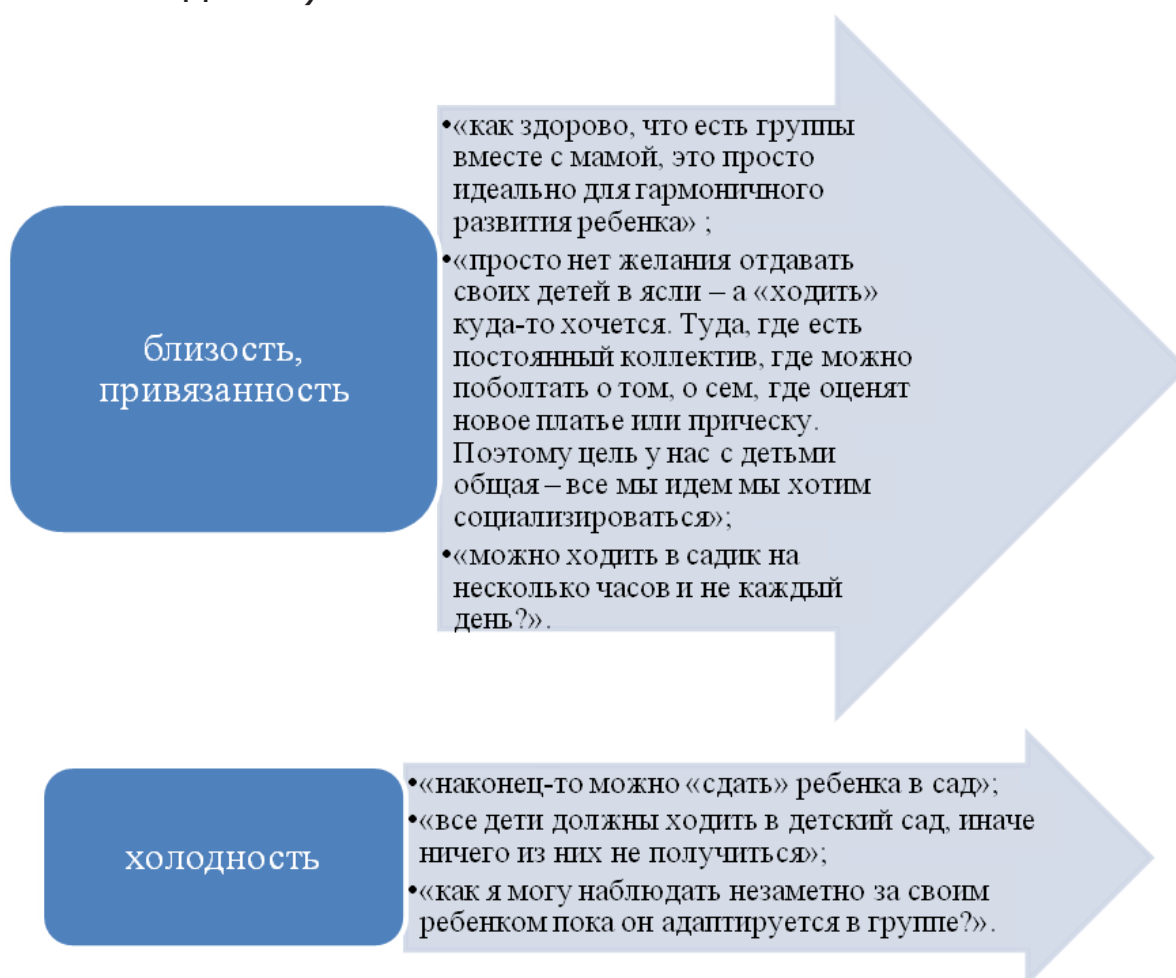 близость,
привязанность
•«как здорово, что есть группы
вместе с мамой, это просто
идеально для гармоничного
развития ребенка» ;
•«просто нет желания отдавать
своих детей в ясли – а «ходить»
куда-то хочется. Туда, где есть
постоянный коллектив, где можно
поболтать о том, о сем, где оценят
новое платье или прическу.
Поэтому цель у нас с детьми
общая – все мы идем мы хотим
социализироваться»;
•«можно ходить в садик на
несколько часов и не каждый
день?».
холодность
•«наконец-то можно «сдать» ребенка в сад»;
•«все дети должны ходить в детский сад, иначе
ничего из них не получиться»;
•«как я могу наблюдать незаметно за своим
ребенком пока он адаптируется в группе?».